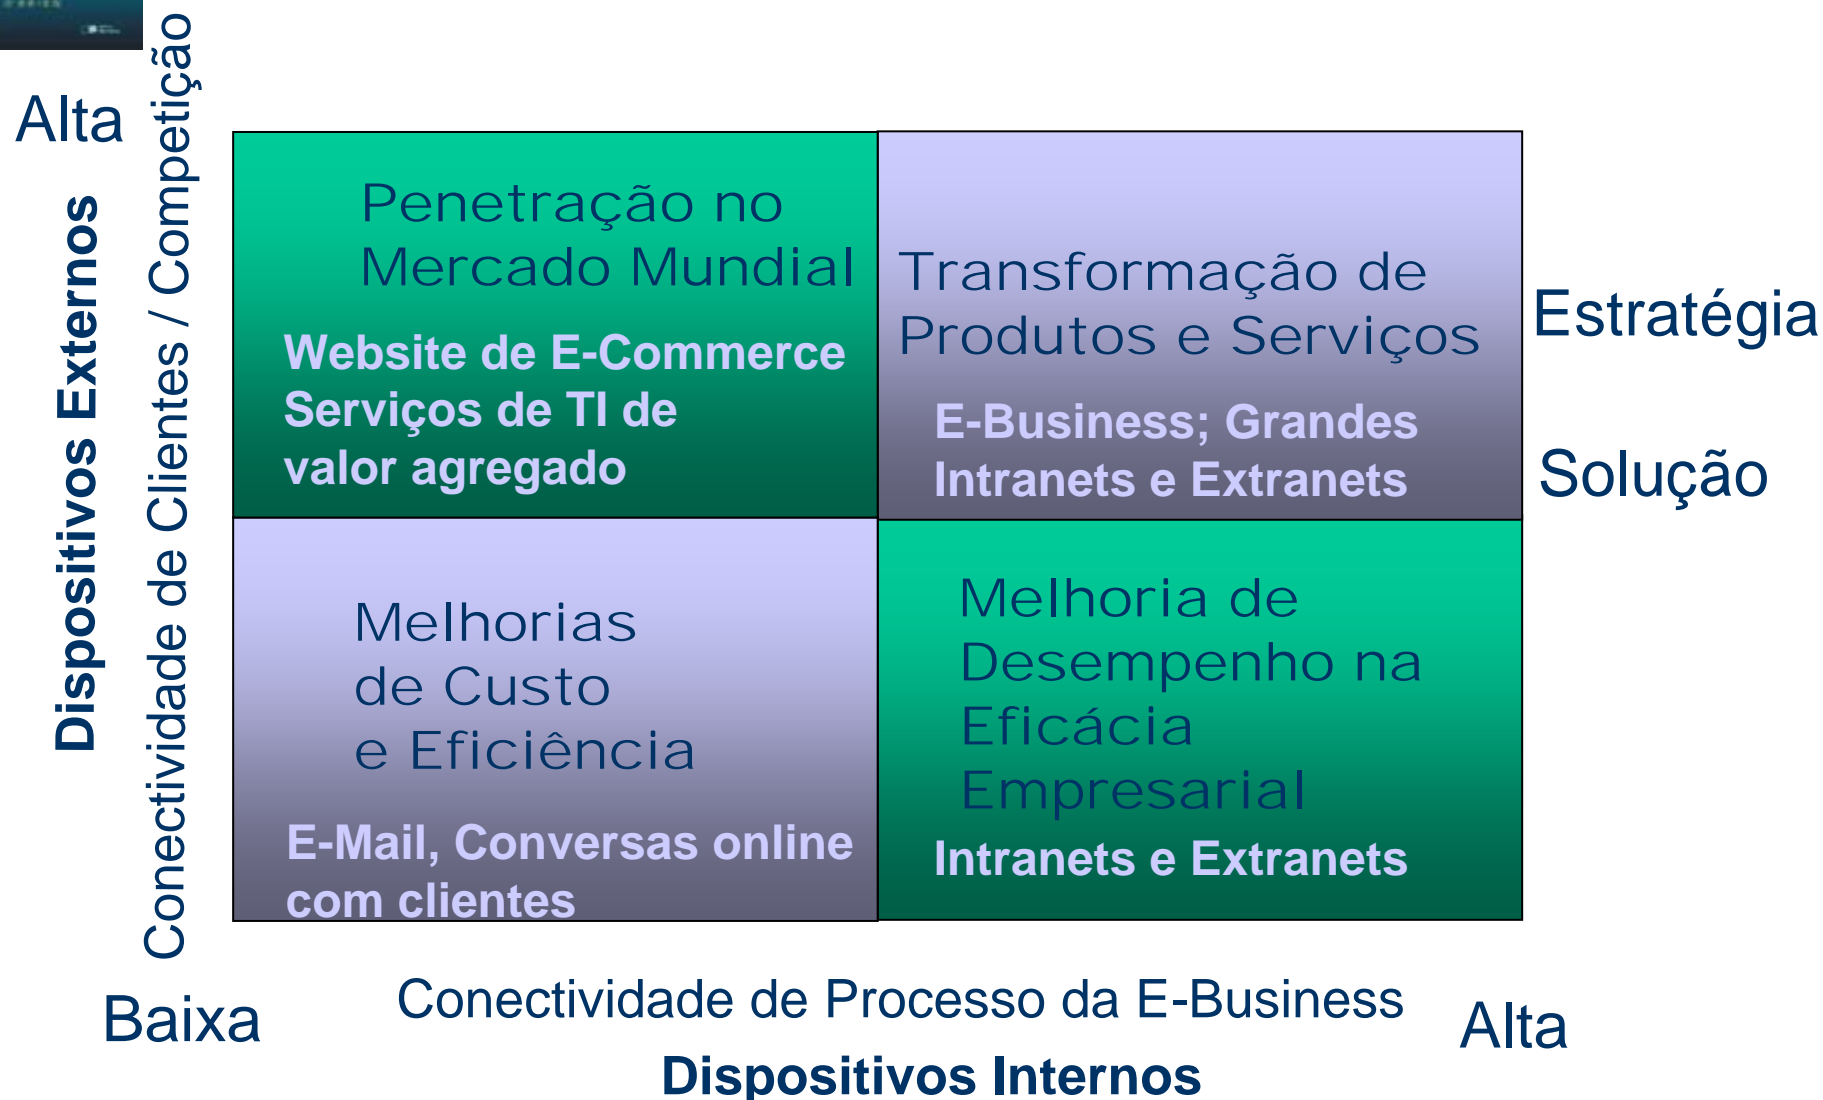 Alta
Dispositivos Externos
Conectividade de Clientes / Competição
Penetração no
Mercado Mundial
Website de E-Commerce
Serviços de TI de
valor agregado
Transformação de
Produtos e Serviços
E-Business; Grandes
Intranets e Extranets
Estratégia
Solução
Melhorias
de Custo
e Eficiência
E-Mail, Conversas online
com clientes
Melhoria de
Desempenho na
Eficácia
Empresarial
Intranets e Extranets
Baixa
Conectividade de Processo da E-Business
Alta
Dispositivos Internos